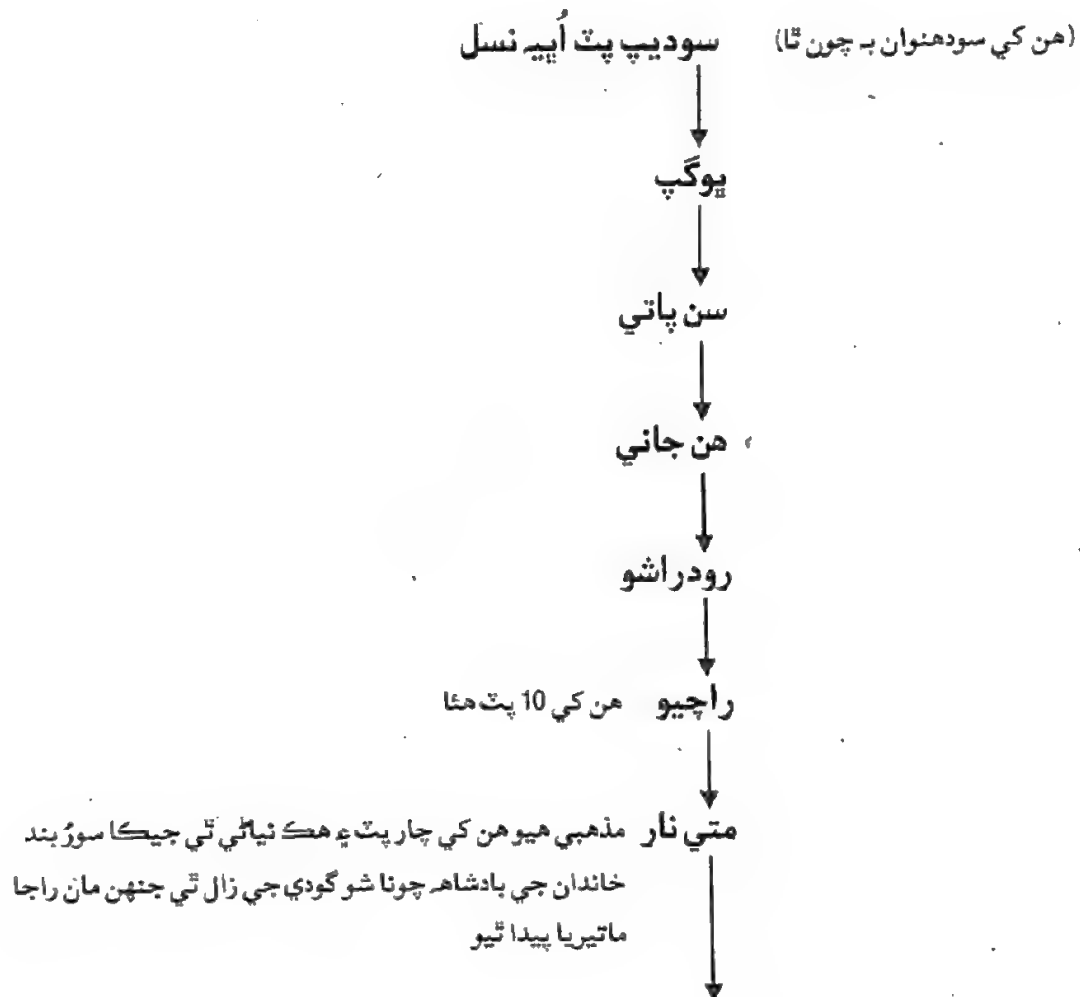 (هن کي سودهنوان بہ چون ٿا) سوديپ پٽ اُڀيہ نسل
يوگپ
سن پاتي
هن جاني
رودراشو
راچيو هن کي 10 پٽ هئا
متي نار مذهبي هيو هن کي چار پٽ ۽ هڪ نياڻي ٿي جيڪا سورُ بند
خاندان جي بادشاهہ چونا شو گودي جي زال ٿي جنهن مان راجا
ماتيريا پيدا ٿيو